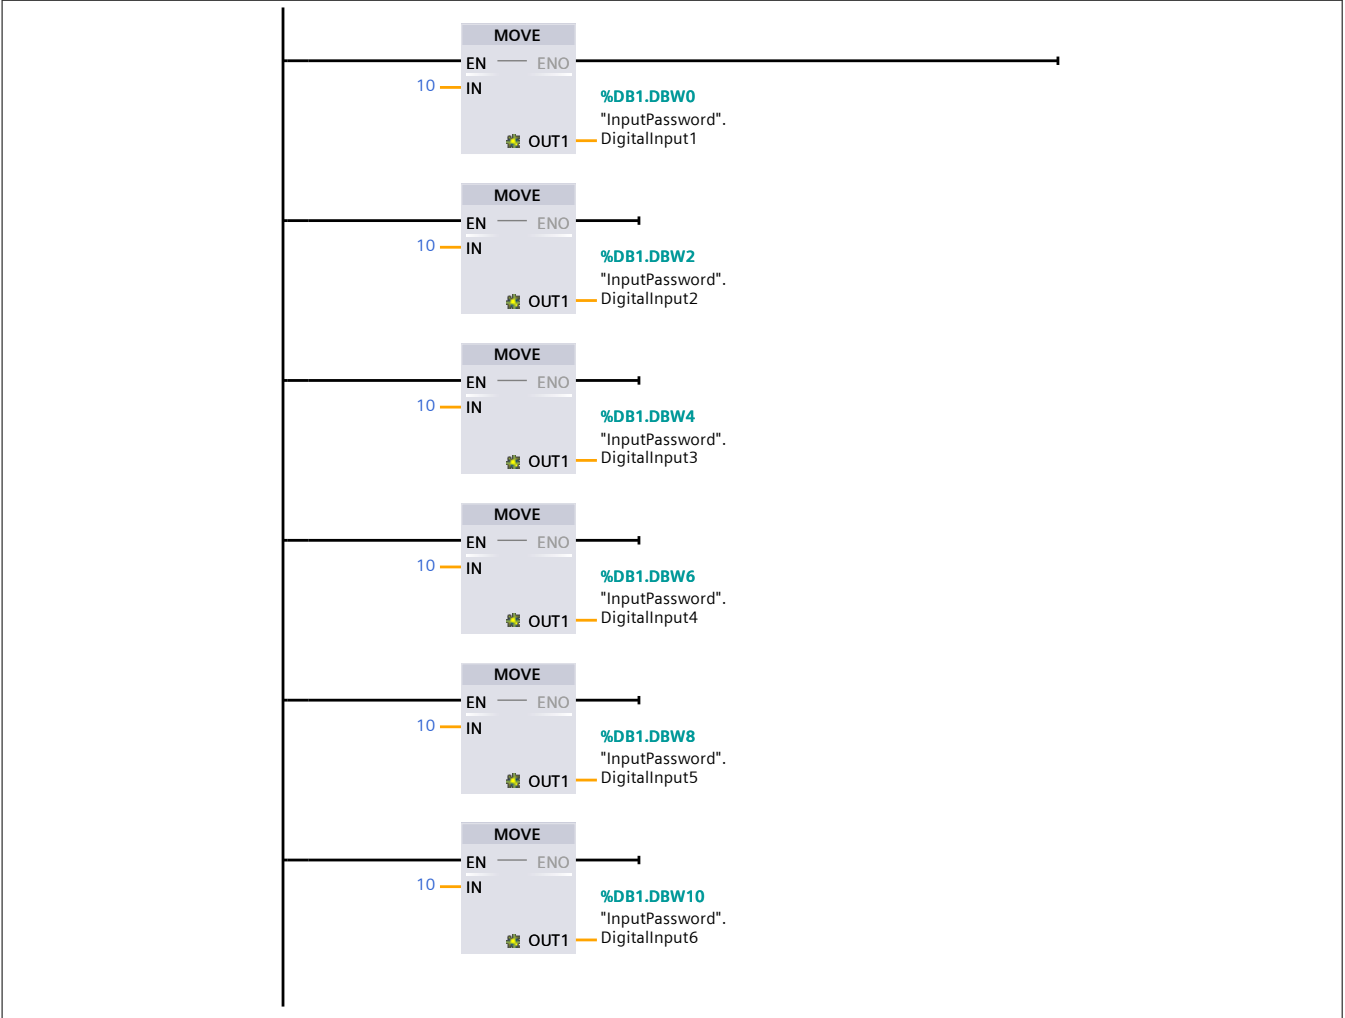 MOVE
EN ENO
10 IN
%DB1.DBW0
"InputPassword".
OUT1 DigitalInput1
MOVE
EN ENO
10 IN
%DB1.DBW2
"InputPassword".
OUT1 DigitalInput2
MOVE
EN ENO
10 IN
%DB1.DBW4
"InputPassword".
OUT1 DigitalInput3
MOVE
EN ENO
10 IN
%DB1.DBW6
"InputPassword".
OUT1 DigitalInput4
MOVE
EN ENO
10 IN
%DB1.DBW8
"InputPassword".
OUT1 DigitalInput5
MOVE
EN ENO
10 IN
%DB1.DBW10
"InputPassword".
OUT1 DigitalInput6